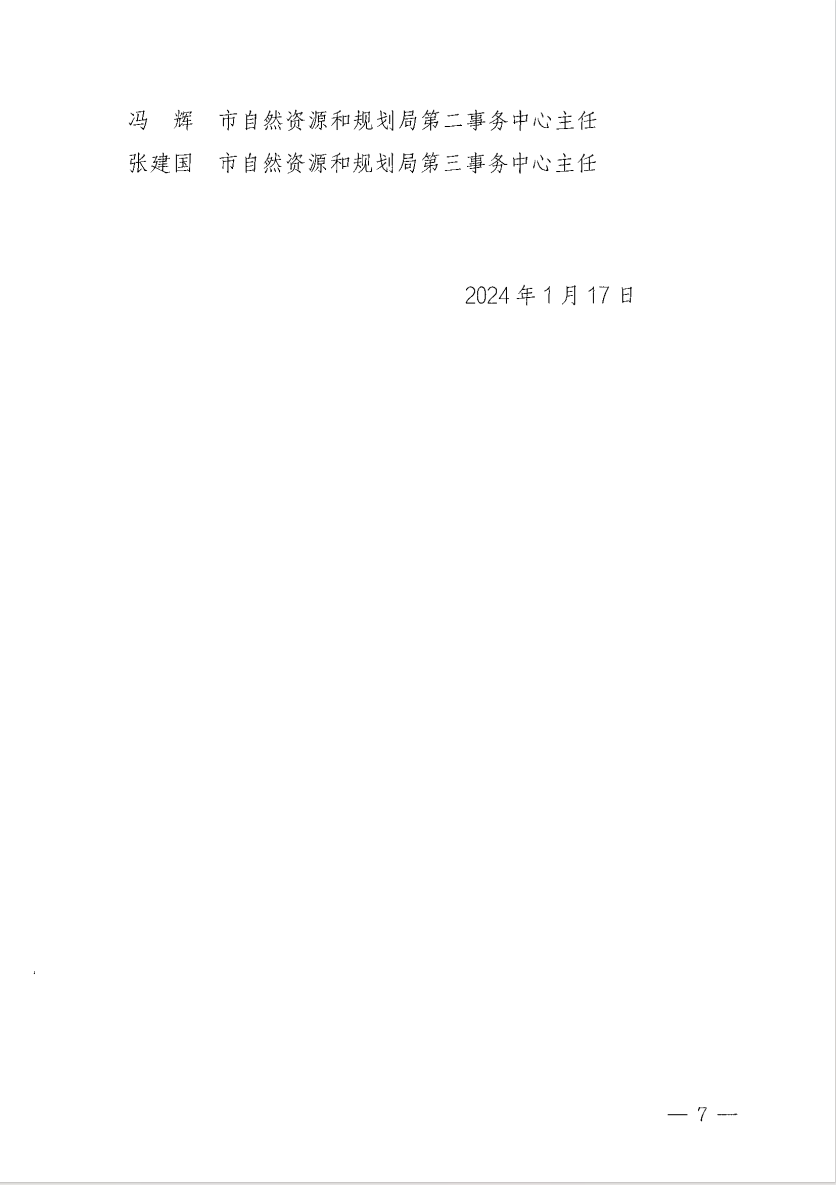 冯　辉　市自然资源和规划局第二事务中心主任
张建国　市自然资源和规划局第三事务中心主任
2024年1月17日
— 7 —